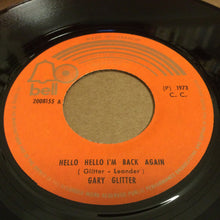 bell
2008155 A
(P) 1973
C. C.
HELLO HELLO I'M BACK AGAIN
( Glitter - Leander )
GARY GLITTER